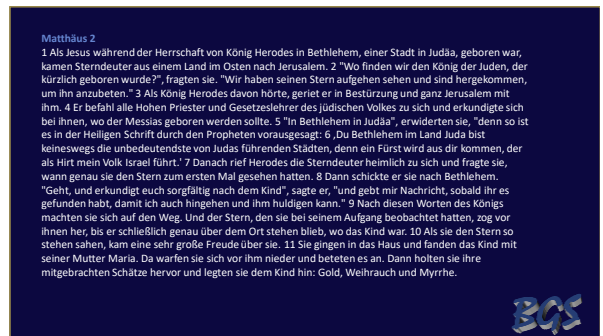 Matthäus 2
1 Als Jesus während der Herrschaft von König Herodes in Bethlehem, einer Stadt in Judäa, geboren war,
kamen Sterndeuter aus einem Land im Osten nach Jerusalem. 2 "Wo finden wir den König der Juden, der
kürzlich geboren wurde?", fragten sie. "Wir haben seinen Stern aufgehen sehen und sind hergekommen,
um ihn anzubeten." 3 Als König Herodes davon hörte, geriet er in Bestürzung und ganz Jerusalem mit
ihm. 4 Er befahl alle Hohen Priester und Gesetzeslehrer des jüdischen Volkes zu sich und erkundigte sich
bei ihnen, wo der Messias geboren werden sollte. 5 "In Bethlehem in Judäa", erwiderten sie, "denn so ist
es in der Heiligen Schrift durch den Propheten vorausgesagt: 6 ‚Du Bethlehem im Land Juda bist
keineswegs die unbedeutendste von Judas führenden Städten, denn ein Fürst wird aus dir kommen, der
als Hirt mein Volk Israel führt.' 7 Danach rief Herodes die Sterndeuter heimlich zu sich und fragte sie,
wann genau sie den Stern zum ersten Mal gesehen hatten. 8 Dann schickte er sie nach Bethlehem.
"Geht, und erkundigt euch sorgfältig nach dem Kind", sagte er, "und gebt mir Nachricht, sobald ihr es
gefunden habt, damit ich auch hingehen und ihm huldigen kann." 9 Nach diesen Worten des Königs
machten sie sich auf den Weg. Und der Stern, den sie bei seinem Aufgang beobachtet hatten, zog vor
ihnen her, bis er schließlich genau über dem Ort stehen blieb, wo das Kind war. 10 Als sie den Stern so
stehen sahen, kam eine sehr große Freude über sie. 11 Sie gingen in das Haus und fanden das Kind mit
seiner Mutter Maria. Da warfen sie sich vor ihm nieder und beteten es an. Dann holten sie ihre
mitgebrachten Schätze hervor und legten sie dem Kind hin: Gold, Weihrauch und Myrrhe.
BGS